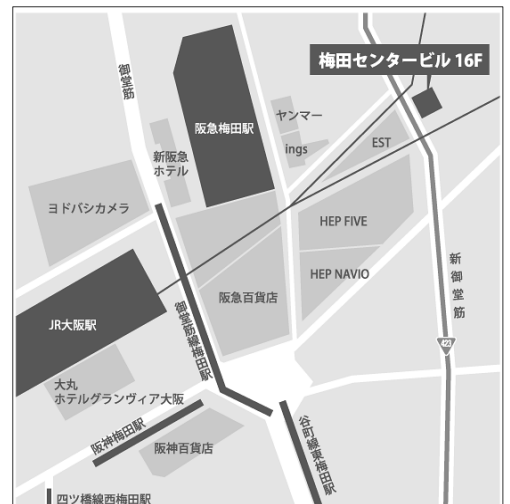 御堂筋
梅田センタービル 16F
阪急梅田駅
ヤンマー
ings
EST
新阪急
ホテル
ヨドバシカメラ
HEP FIVE
HEP NAVIO
阪急百貨店
新御堂筋
423
JR大阪駅
御堂筋線梅田駅
大丸
ホテルグランヴィア大阪
阪神梅田駅
阪神百貨店
谷町線東梅田駅
四ツ橋線西梅田駅